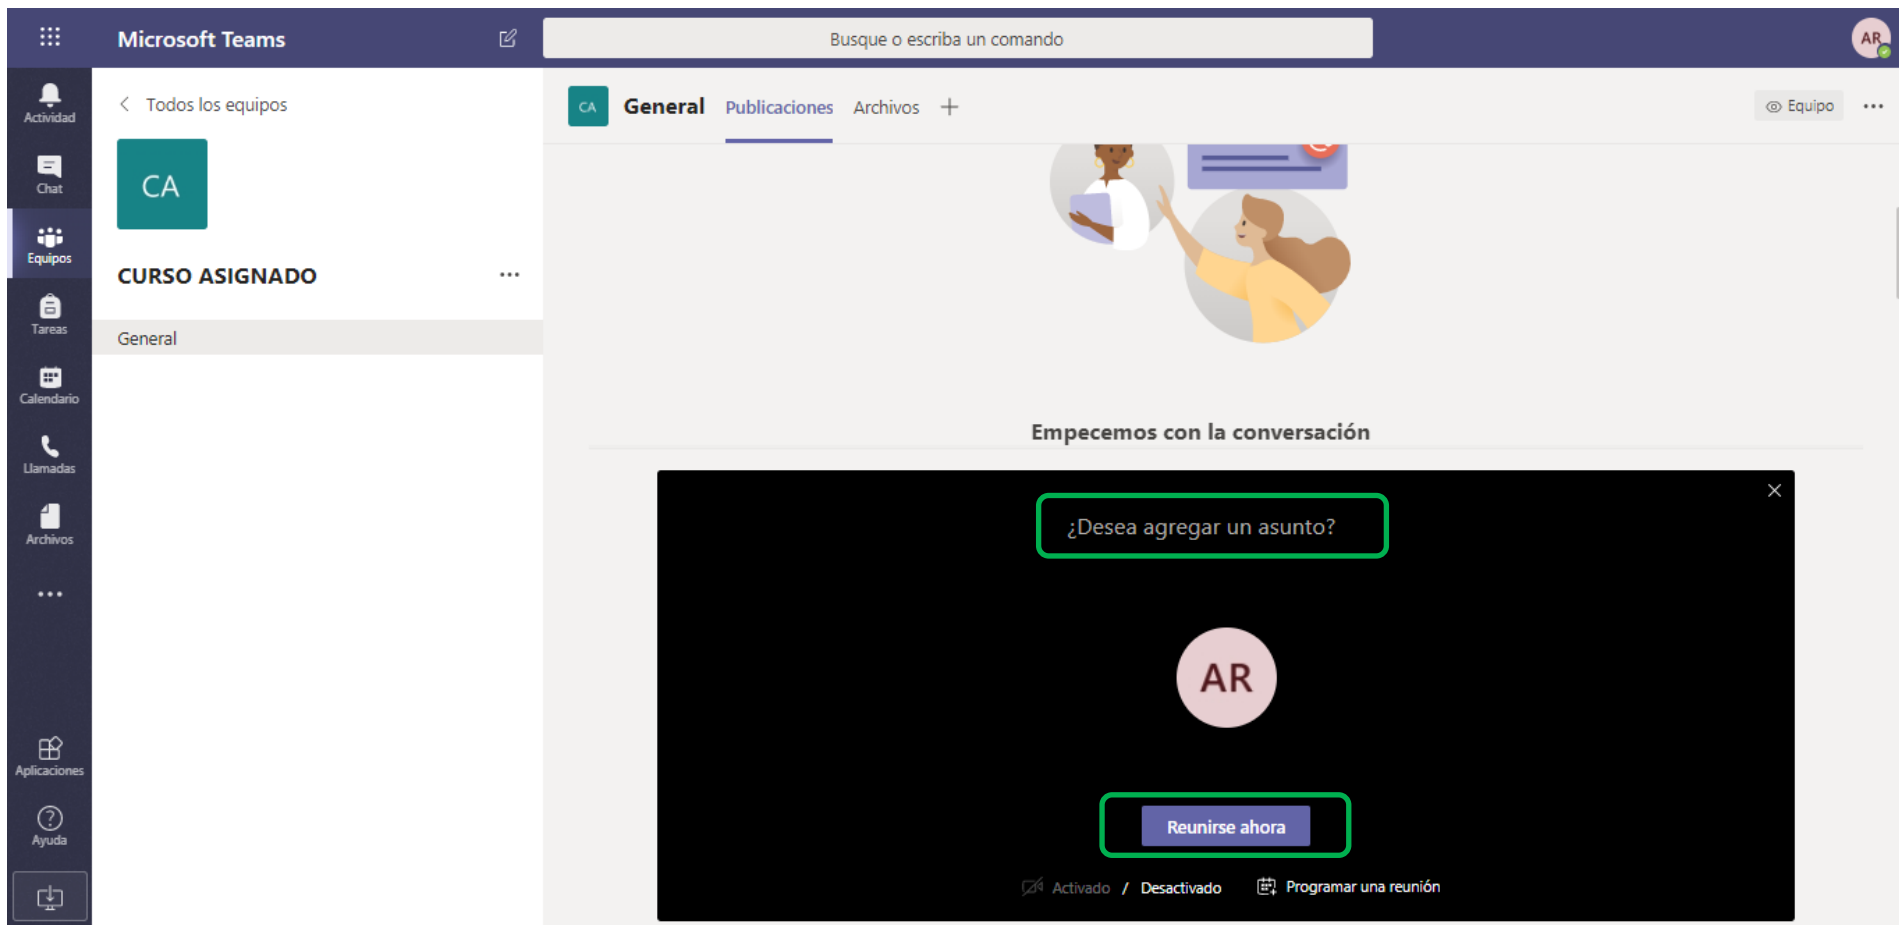 Microsoft Teams
Busque o escriba un comando
AR
Actividad
Chat
Equipos
Tareas
Calendario
Llamadas
Archivos
Aplicaciones
Ayuda
Todos los equipos
CA
CURSO ASIGNADO
General
CA
General Publicaciones Archivos
Equipo
Empecemos con la conversación
¿Desea agregar un asunto?
AR
Reunirse ahora
Activado / Desactivado Programar una reunión